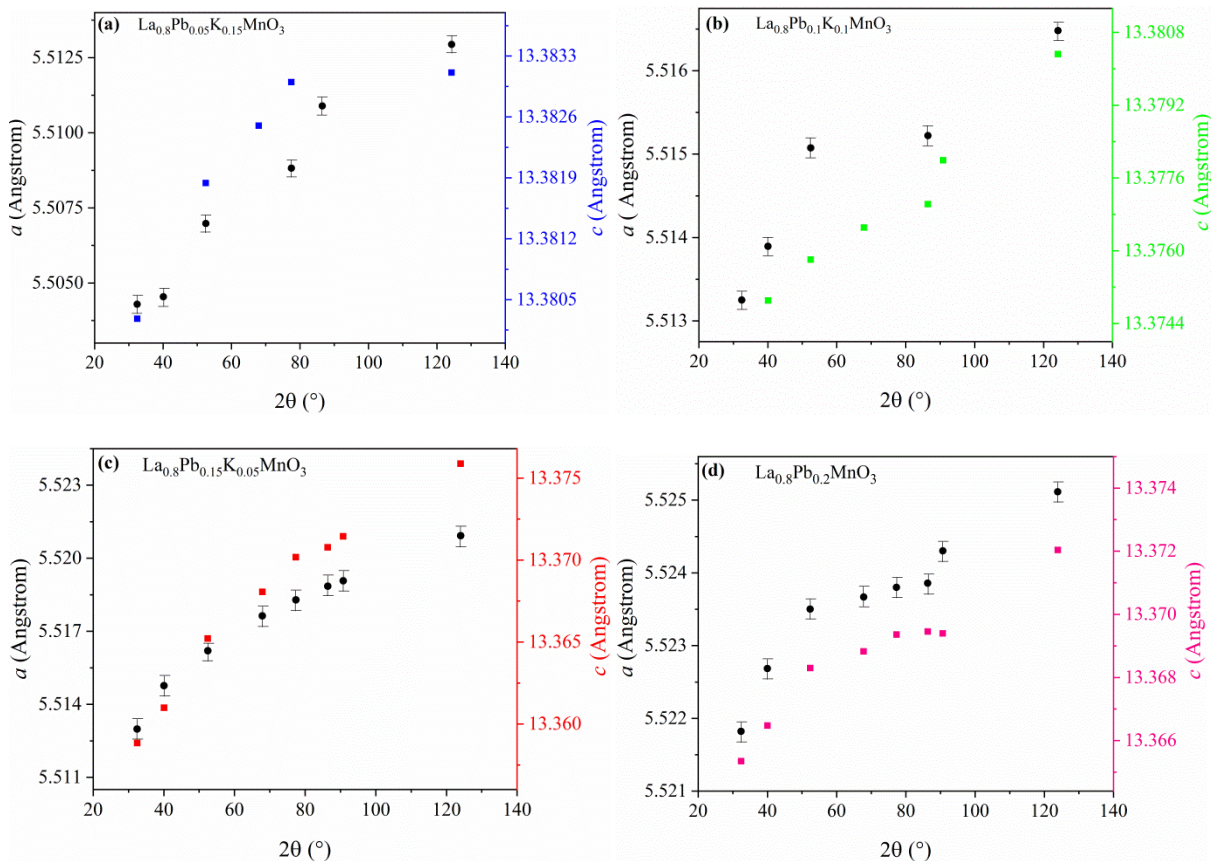 (a) La0.8Pb0.05K0.15MnO3
5.5125
5.5100
5.5075
5.5050
a (Angstrom)
13.3833
13.3826
13.3819
13.3812
13.3805
c (Angstrom)
20 40 60 80 100 120 140
2θ (°)
(b) La0.8Pb0.1K0.1MnO3
5.516
5.515
5.514
5.513
a ( Angstrom)
13.3808
13.3792
13.3776
13.3760
13.3744
c (Angstrom)
20 40 60 80 100 120 140
2θ (°)
(c) La0.8Pb0.15K0.05MnO3
5.523
5.520
5.517
5.514
5.511
a (Angstrom)
13.375
13.370
13.365
13.360
c (Angstrom)
20 40 60 80 100 120 140
2θ (°)
(d) La0.8Pb0.2MnO3
5.525
5.524
5.523
5.522
5.521
a (Angstrom)
13.374
13.372
13.370
13.368
13.366
c (Angstrom)
20 40 60 80 100 120 140
2θ (°)